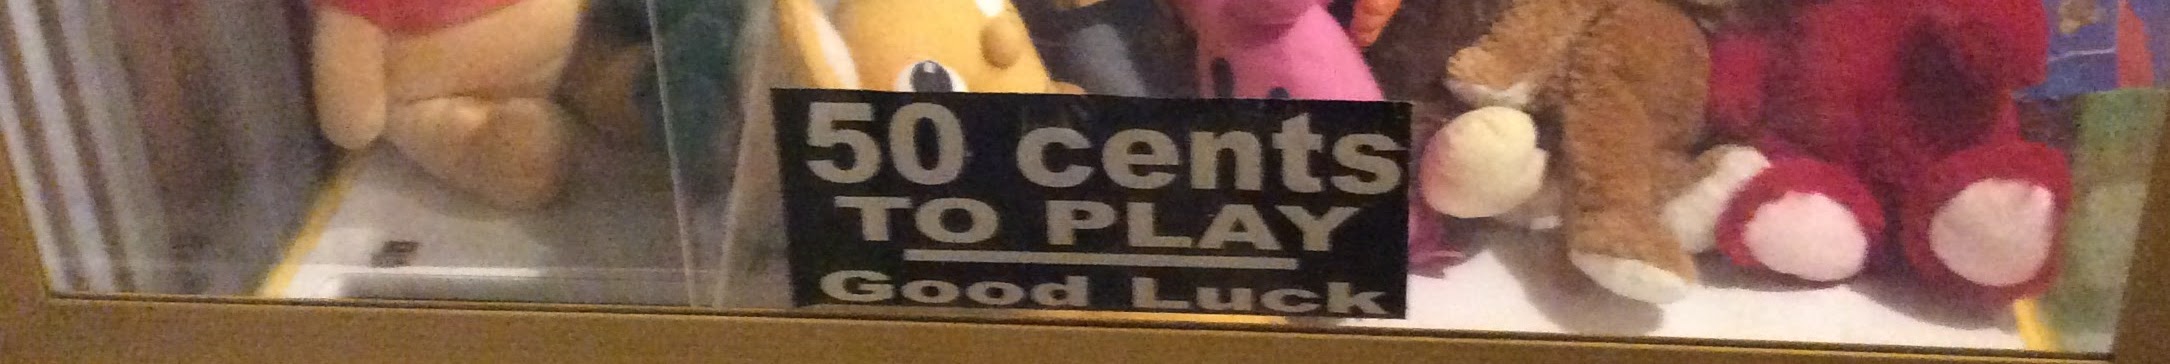 50 cents
TO PLAY
Good Luck